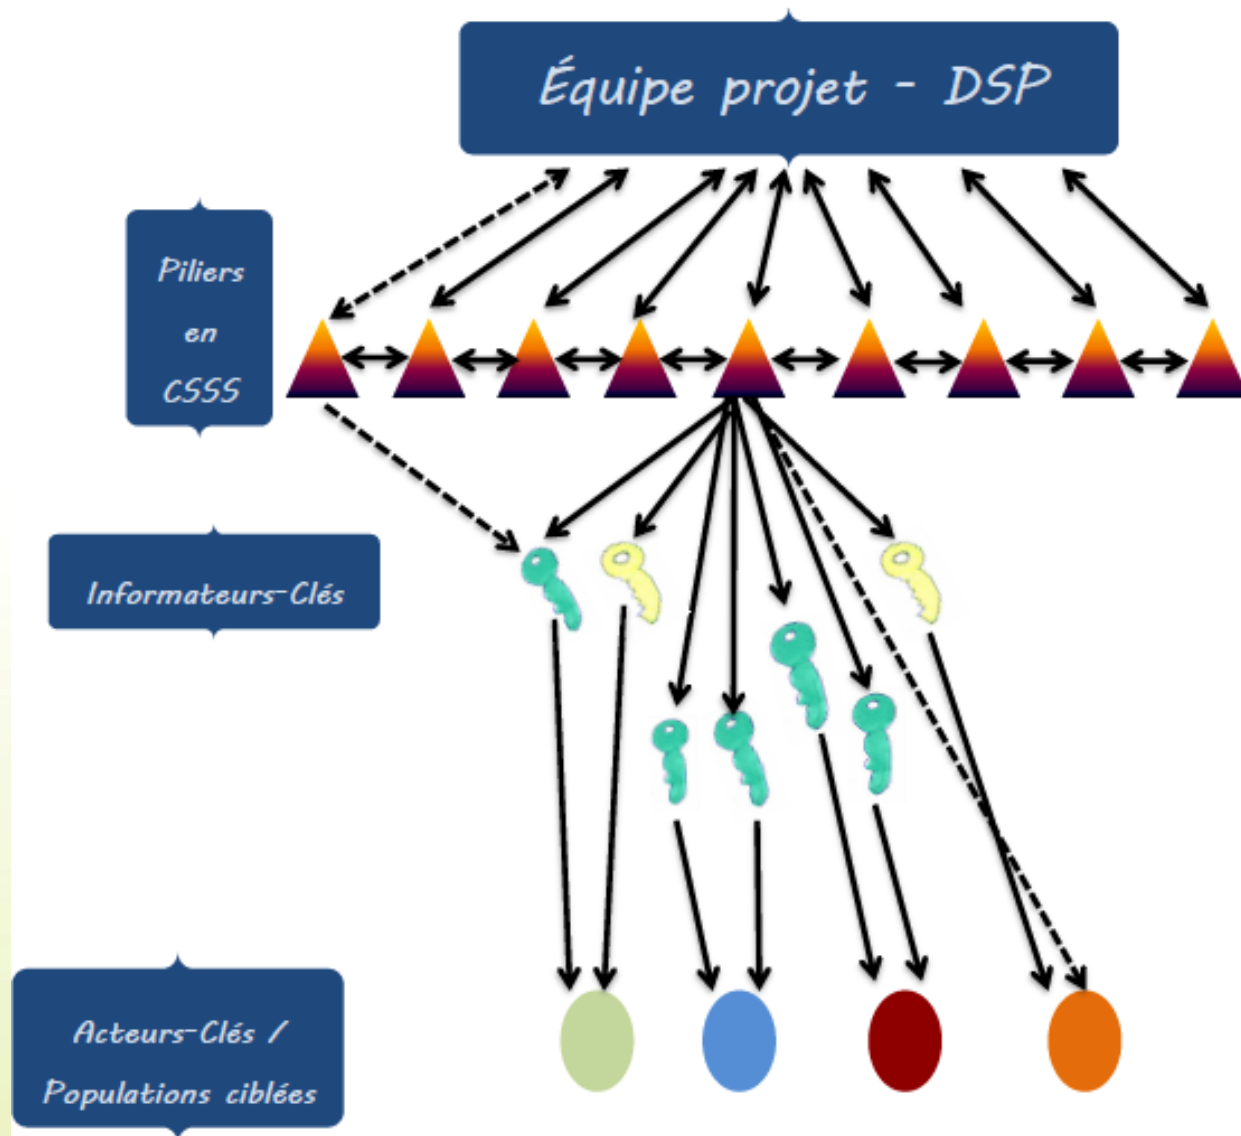 Équipe projet - DSP
Piliers
en
CSSS
Informateurs-Clés
Acteurs-Clés /
Populations ciblées